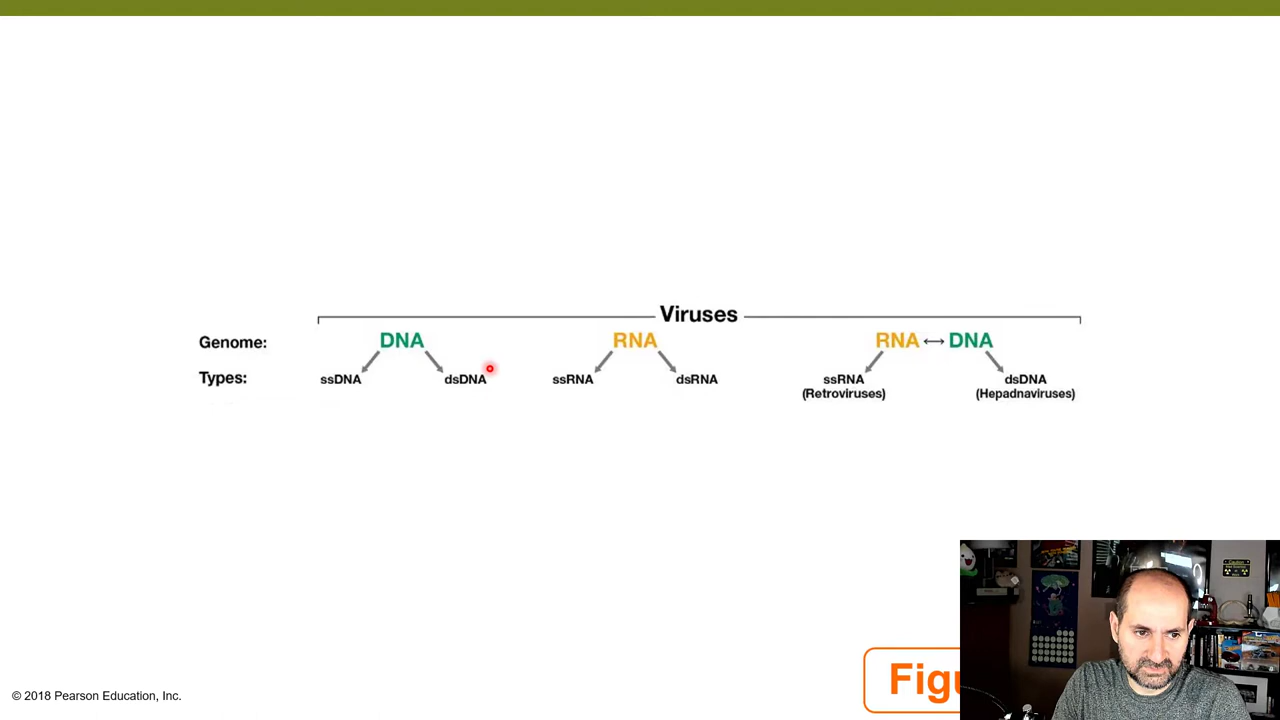 Viruses
Genome: DNA RNA RNA ↔ DNA
Types: ssDNA dsDNA ssRNA dsRNA ssRNA dsDNA
(Retroviruses) (Hepadnaviruses)
© 2018 Pearson Education, Inc.